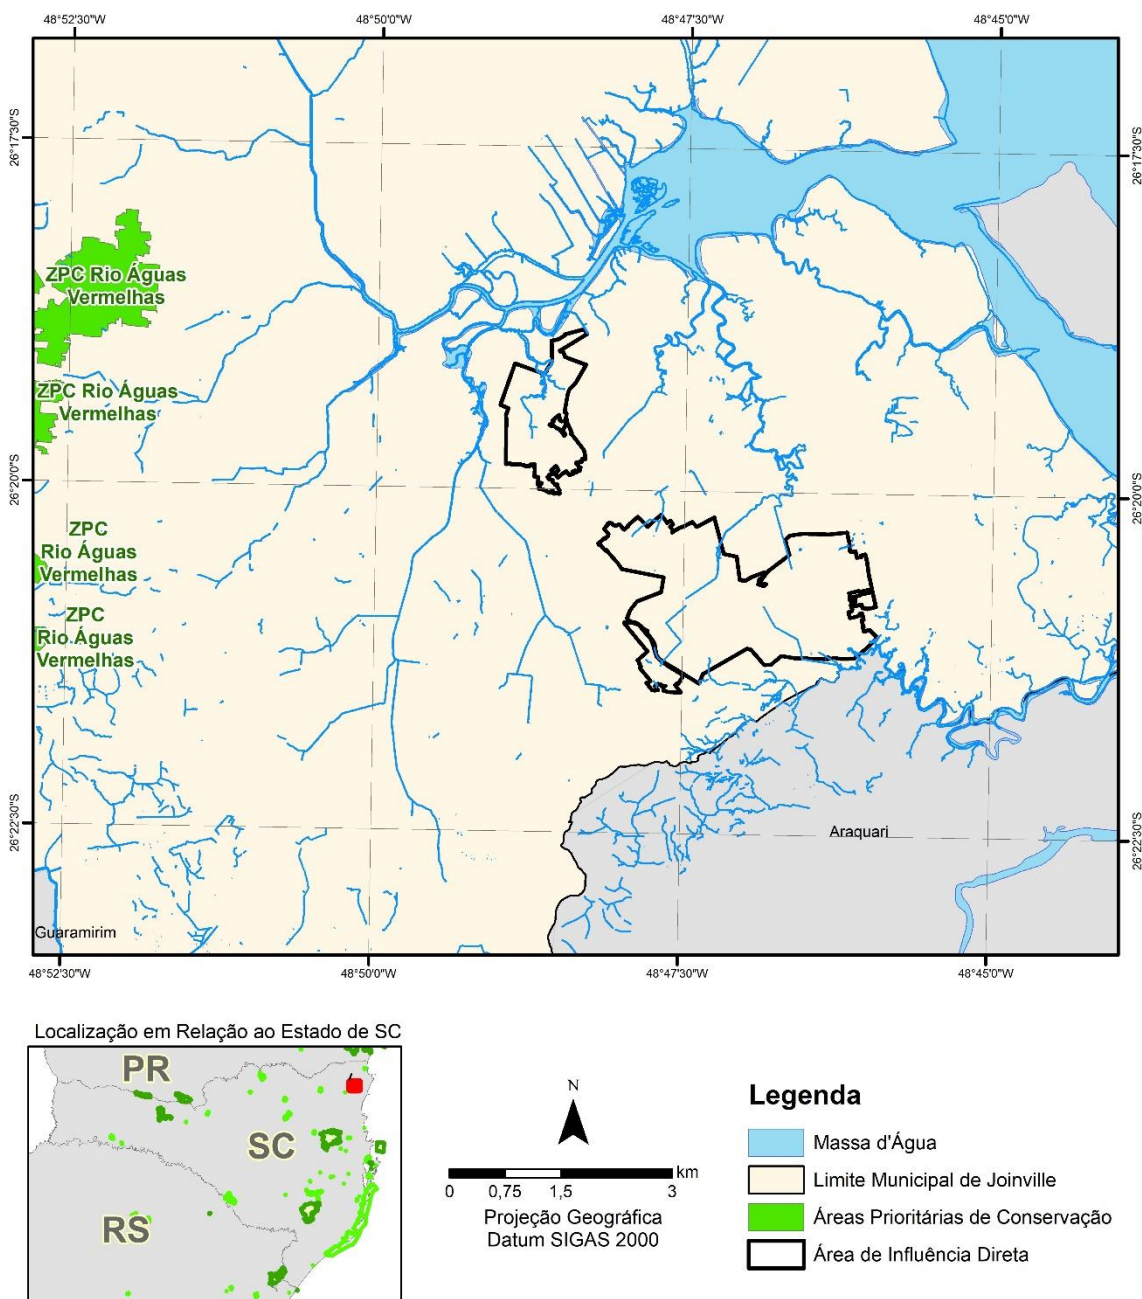 48°52'30"W 48°50'0"W 48°47'30"W 48°45'0"W
26°17'30"S
26°17'30"S
ZPC Rio Águas
Vermelhas
ZPC Rio Águas
Vermelhas
26°20'0"S
26°20'0"S
ZPC
Rio Águas
Vermelhas
ZPC
Rio Águas
Vermelhas
26°22'30"S
Araquari
26°22'30"S
Guaramirim
48°52'30"W 48°50'0"W 48°47'30"W 48°45'0"W
Localização em Relação ao Estado de SC
PR
SC
RS
N
km
0 0,75 1,5 3
Projeção Geográfica
Datum SIGAS 2000
Legenda
Massa d'Água
Limite Municipal de Joinville
Áreas Prioritárias de Conservação
Área de Influência Direta